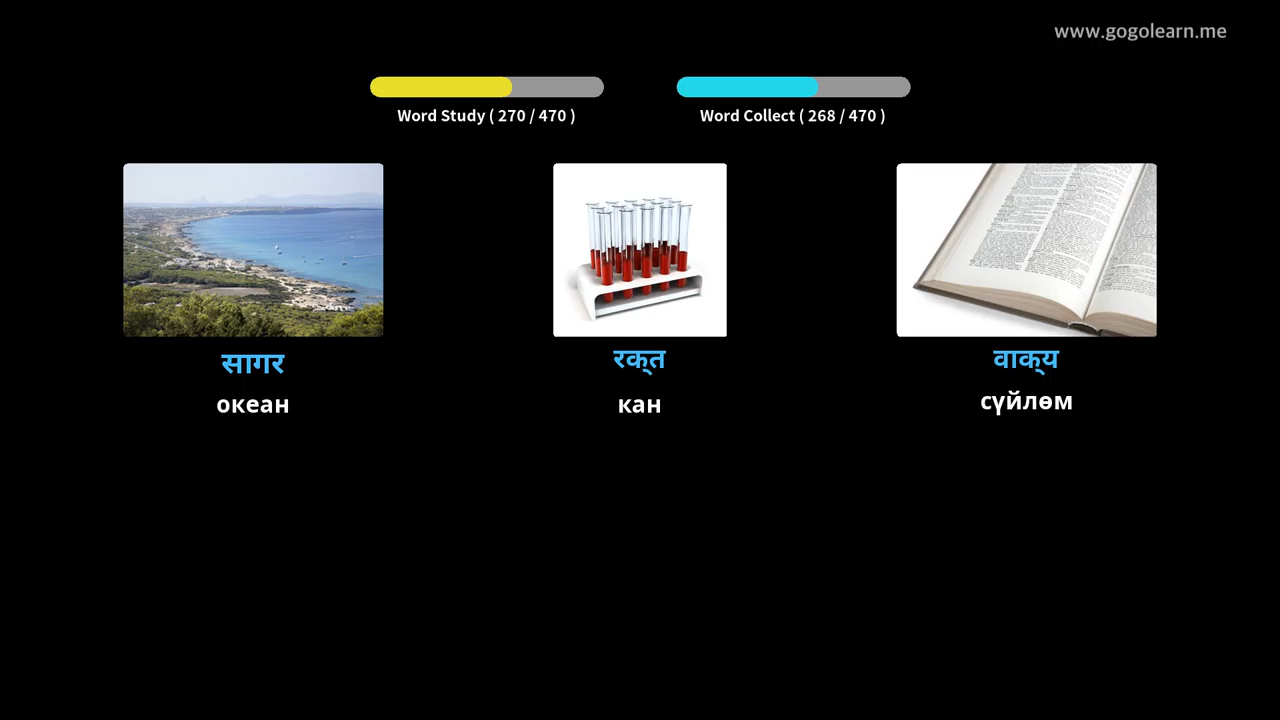 www.gogolearn.me
Word Study ( 270 / 470 )
Word Collect ( 268 / 470 )
सागर
रक्त
वाक्य
океан
кан
сүйлөм